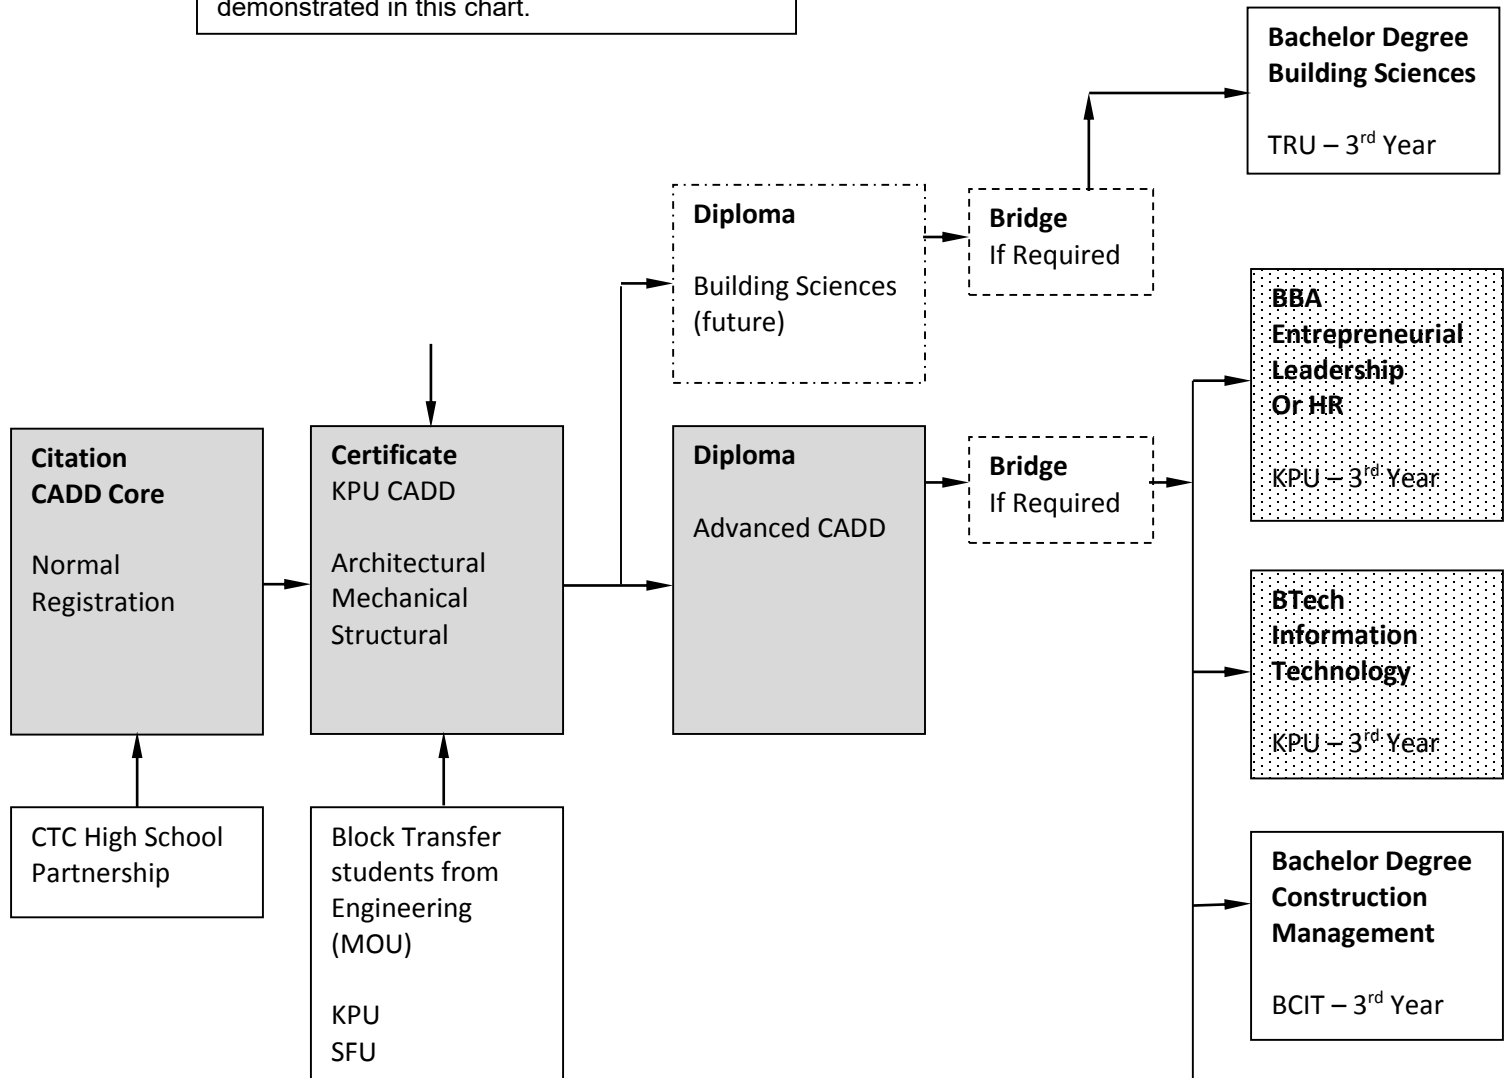 demonstrated in this chart.
Bachelor Degree
Building Sciences
TRU – 3rd Year
Diploma
Building Sciences
(future)
Bridge
If Required
BBA
Entrepreneurial
Leadership
Or HR
KPU – 3rd Year
Citation
CADD Core
Normal
Registration
Certificate
KPU CADD
Architectural
Mechanical
Structural
Diploma
Advanced CADD
Bridge
If Required
BTech
Information
Technology
KPU – 3rd Year
CTC High School
Partnership
Block Transfer
students from
Engineering
(MOU)
KPU
SFU
Bachelor Degree
Construction
Management
BCIT – 3rd Year